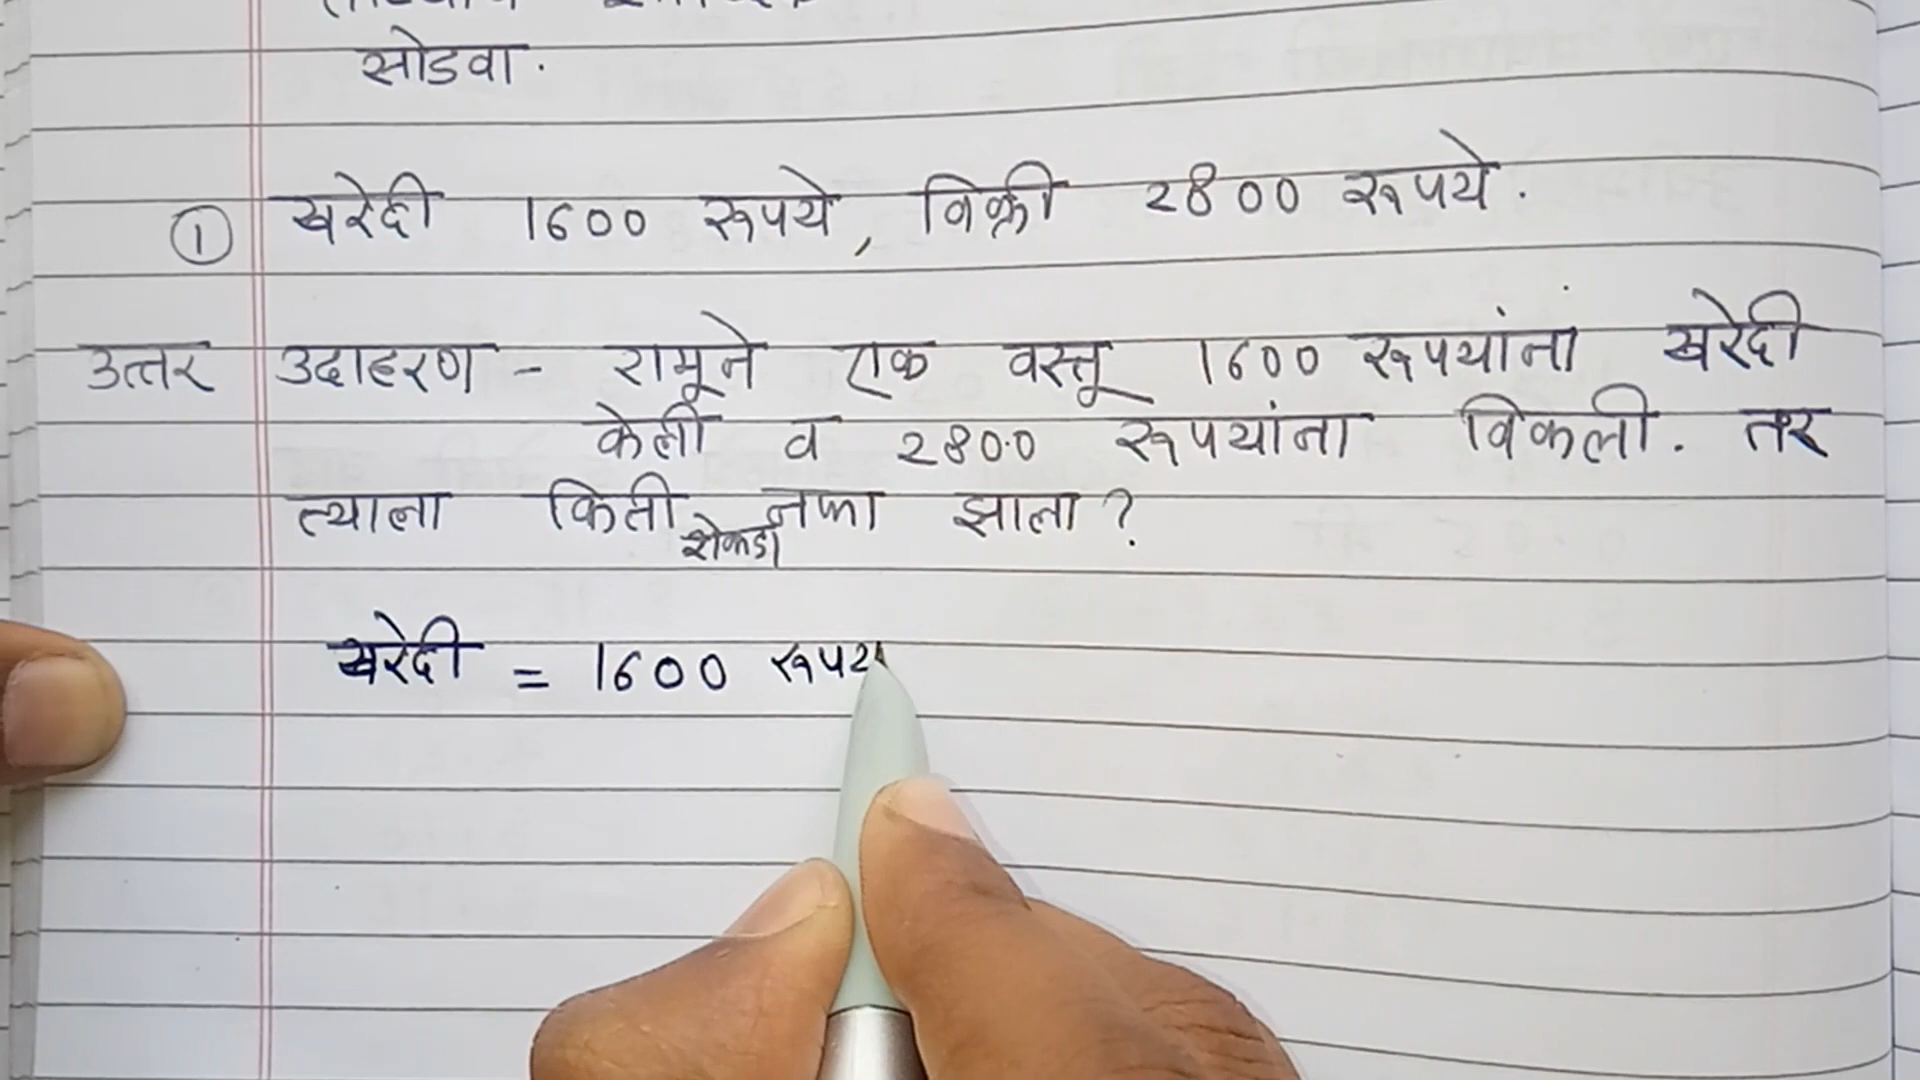 सोडवा.
① खरेदी 1600 रूपये, विक्री 2800 रूपये.
उत्तर उदाहरण - रामूने एक वस्तू 1600 रूपयांना खरेदी
केली व 2800 रूपयांना विकली. तर
त्याला किती शेकडा नफा झाला?
खरेदी = 1600 रूपय